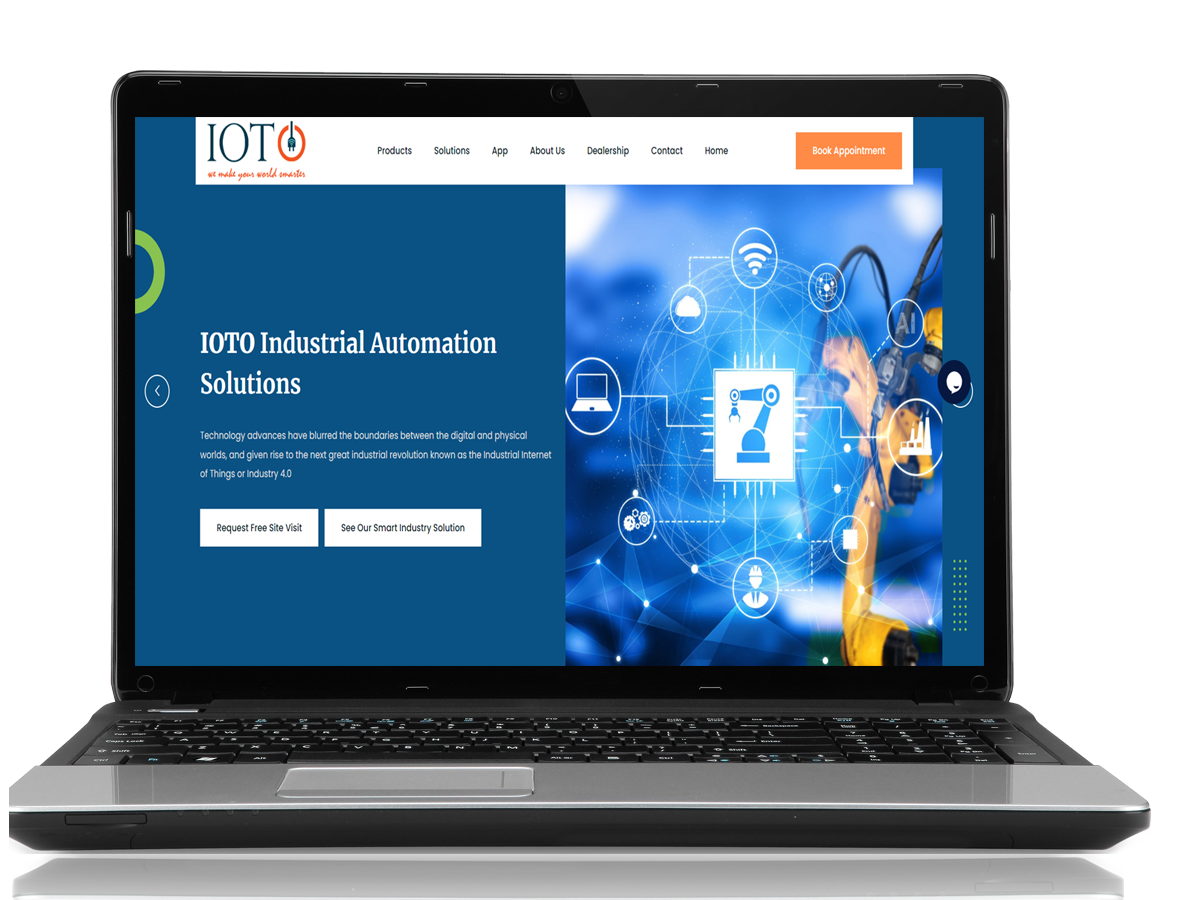 IOTO
we make your world smarter
Products Solutions App About Us Dealership Contact Home
Book Appointment
IOTO Industrial Automation
Solutions
Technology advances have blurred the boundaries between the digital and physical
worlds, and given rise to the next great industrial revolution known as the Industrial Internet
of Things or Industry 4.0
Request Free Site Visit
See Our Smart Industry Solution
AI